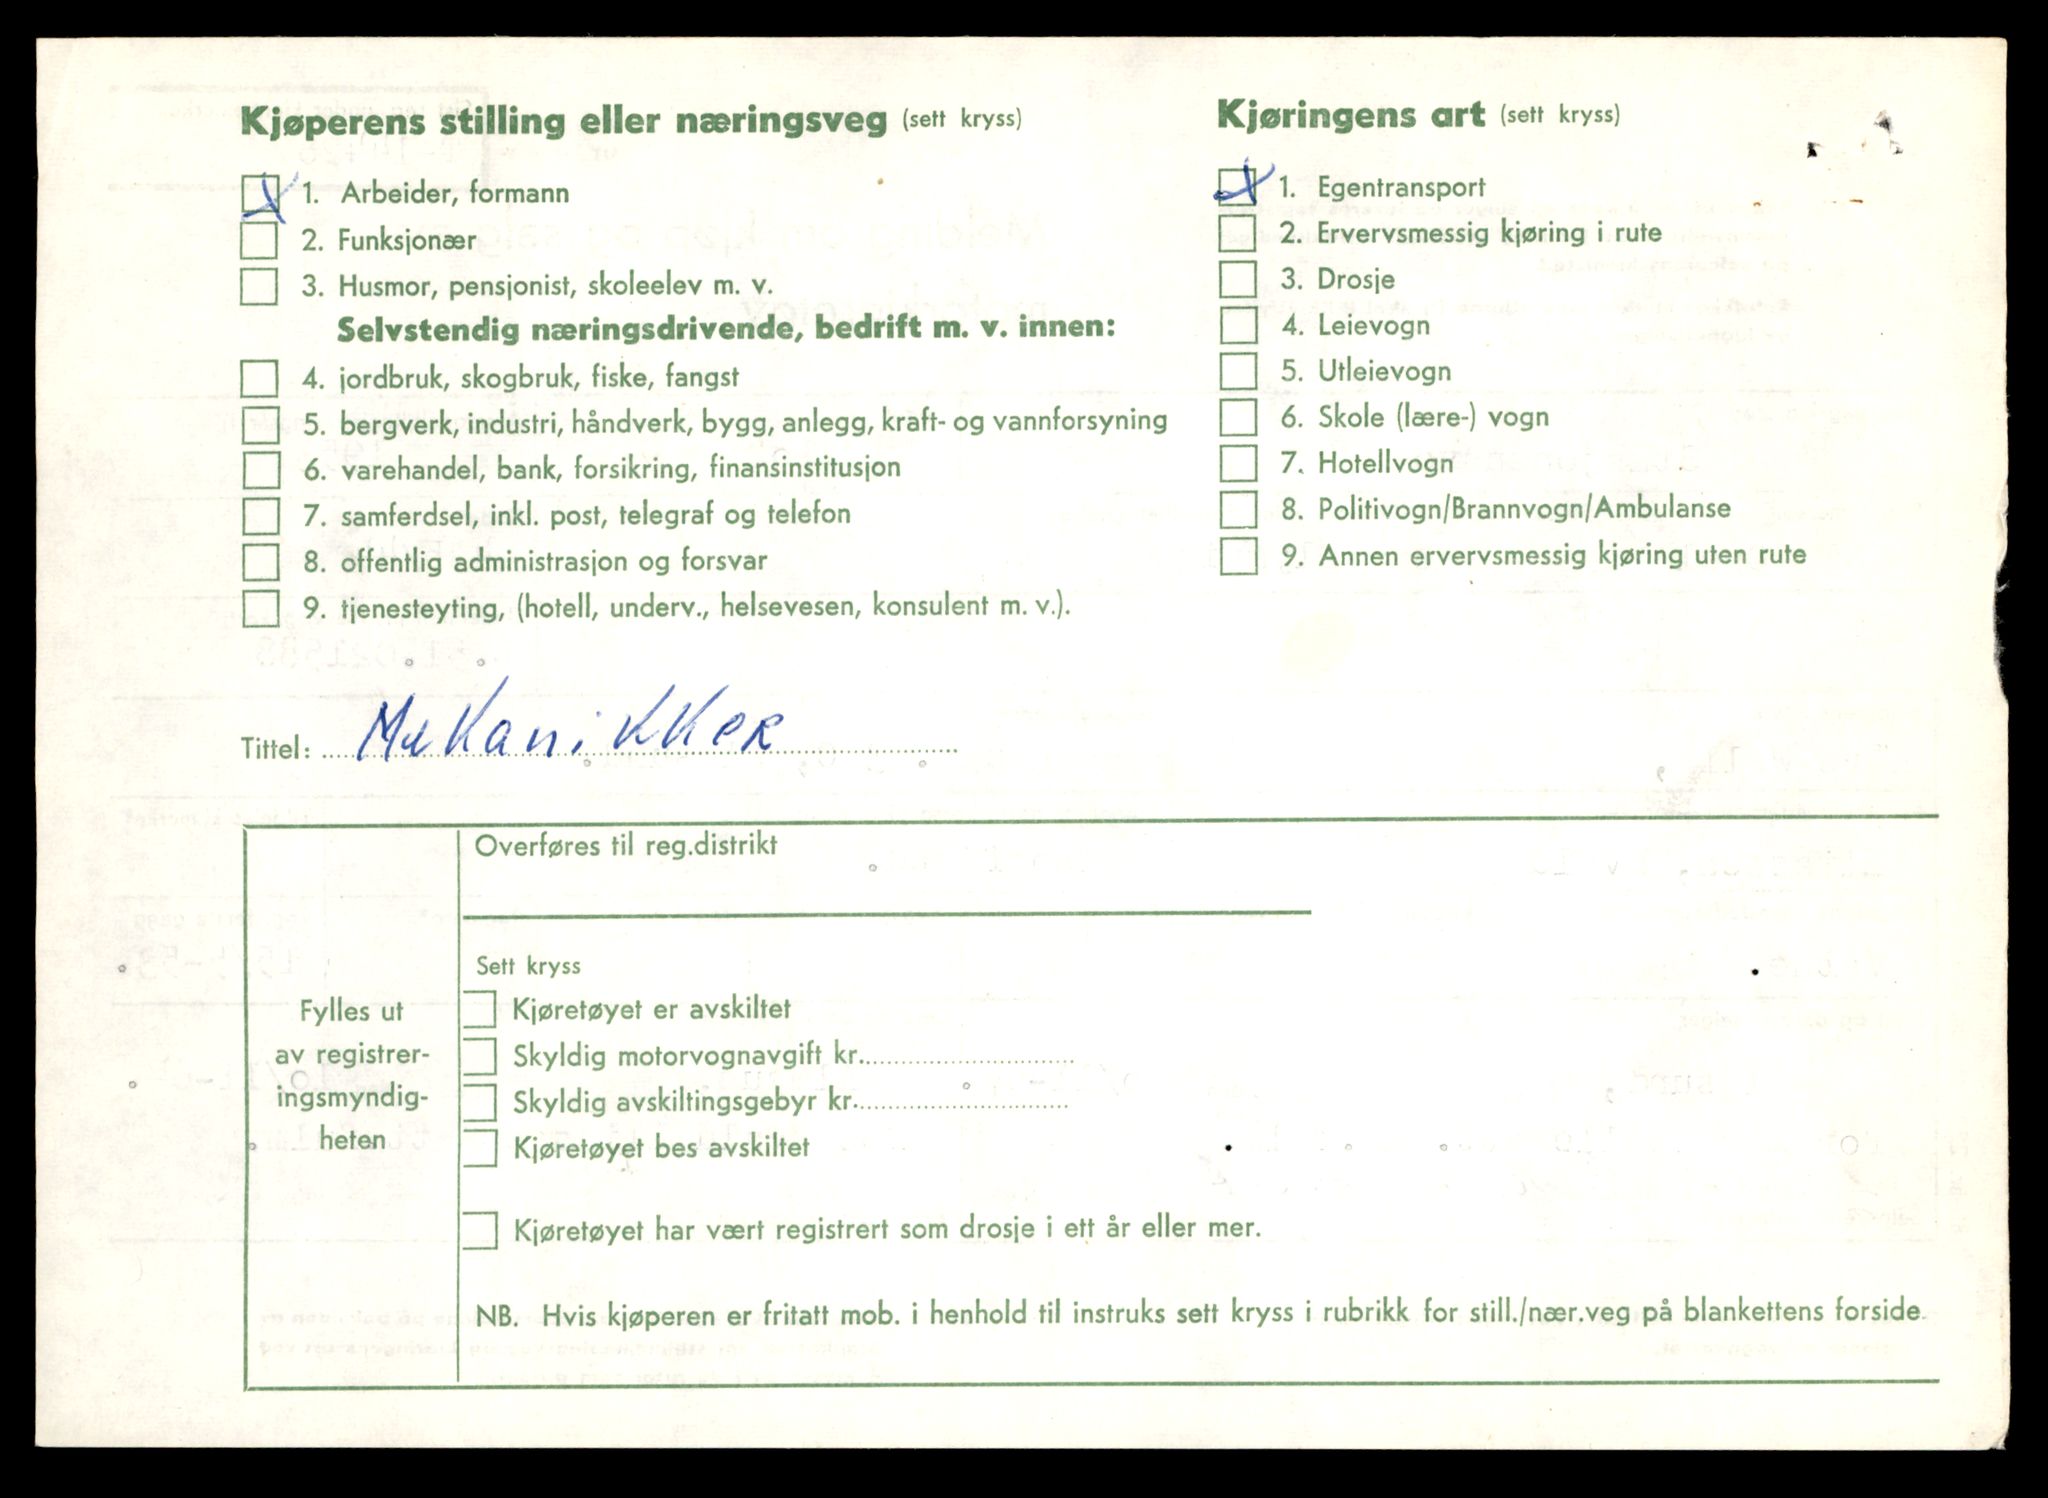 Kjøperens stilling eller næringsveg (sett kryss)
1. Arbeider, formann
2. Funksjonær
3. Husmor, pensjonist, skoleelev m. v.
Selvstendig næringsdrivende, bedrift m. v. innen:
4. jordbruk, skogbruk, fiske, fangst
5. bergverk, industri, håndverk, bygg, anlegg, kraft- og vannforsyning
6. varehandel, bank, forsikring, finansinstitusjon
7. samferdsel, inkl. post, telegraf og telefon
8. offentlig administrasjon og forsvar
9. tjenesteyting, (hotell, underv., helsevesen, konsulent m. v.).
Tittel: Mekanikker
Kjøringens art (sett kryss)
1. Egentransport
2. Ervervsmessig kjøring i rute
3. Drosje
4. Leievogn
5. Utleievogn
6. Skole (lære-) vogn
7. Hotellvogn
8. Politivogn/Brannvogn/Ambulanse
9. Annen ervervsmessig kjøring uten rute
Fylles ut
av registrer-
ingsmyndig-
heten
Overføres til reg.distrikt
Sett kryss
Kjøretøyet er avskiltet
Skyldig motorvognavgift kr.
Skyldig avskiltingsgebyr kr.
Kjøretøyet bes avskiltet
Kjøretøyet har vært registrert som drosje i ett år eller mer.
NB. Hvis kjøperen er fritatt mob. i henhold til instruks sett kryss i rubrikk for still./nær.veg på blankettens forside.